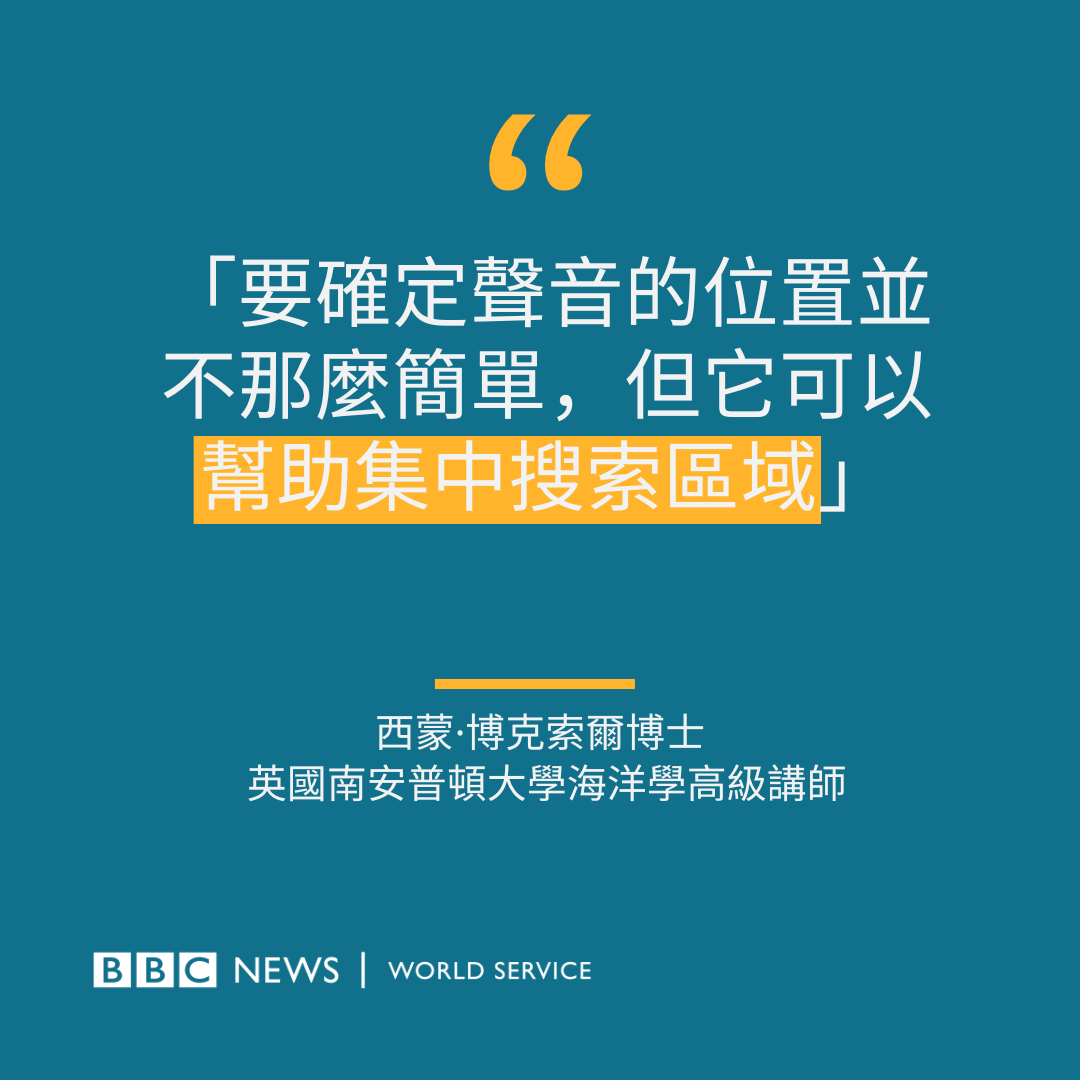 “
「要確定聲音的位置並
不那麼簡單，但它可以
幫助集中搜索區域」
西蒙·博克索爾博士
英國南安普頓大學海洋學高級講師
BBC NEWS | WORLD SERVICE